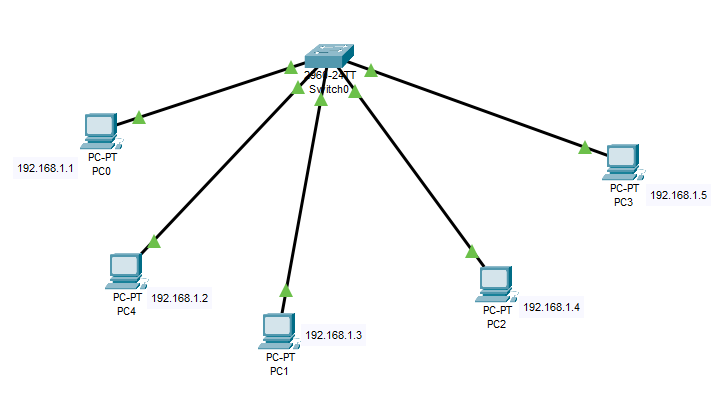 2960-24TT
Switch0
PC-PT
PC0
192.168.1.1
PC-PT
PC3
192.168.1.5
PC-PT
PC4
192.168.1.2
PC-PT
PC2
192.168.1.4
PC-PT
PC1
192.168.1.3